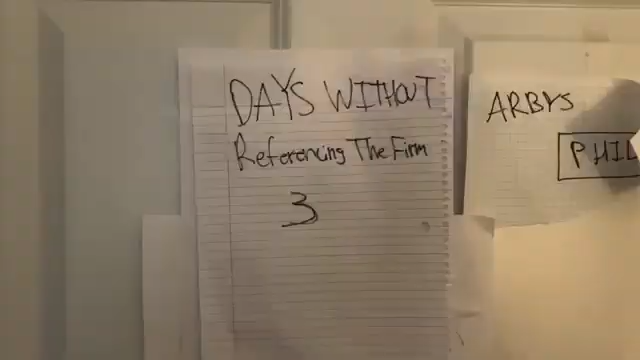 DAYS WITHOUT
Referencing The Firm
3
ARBYS
PHIL